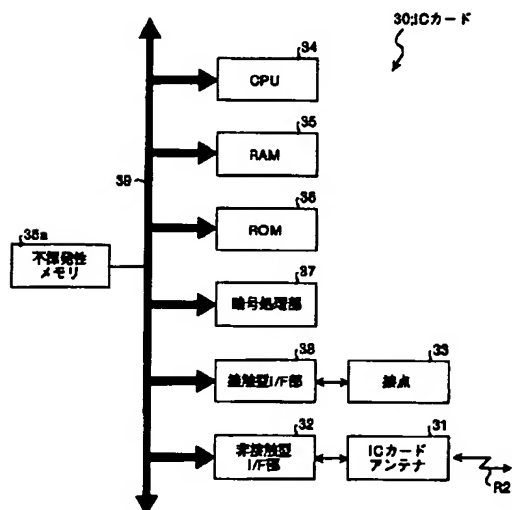 30;ICカード
34
CPU
35
RAM
39
36
ROM
35a
不揮発性
メモリ
37
暗号処理部
38
接触型I/F部
33
接点
32
非接触型
I/F部
31
ICカード
アンテナ
R2